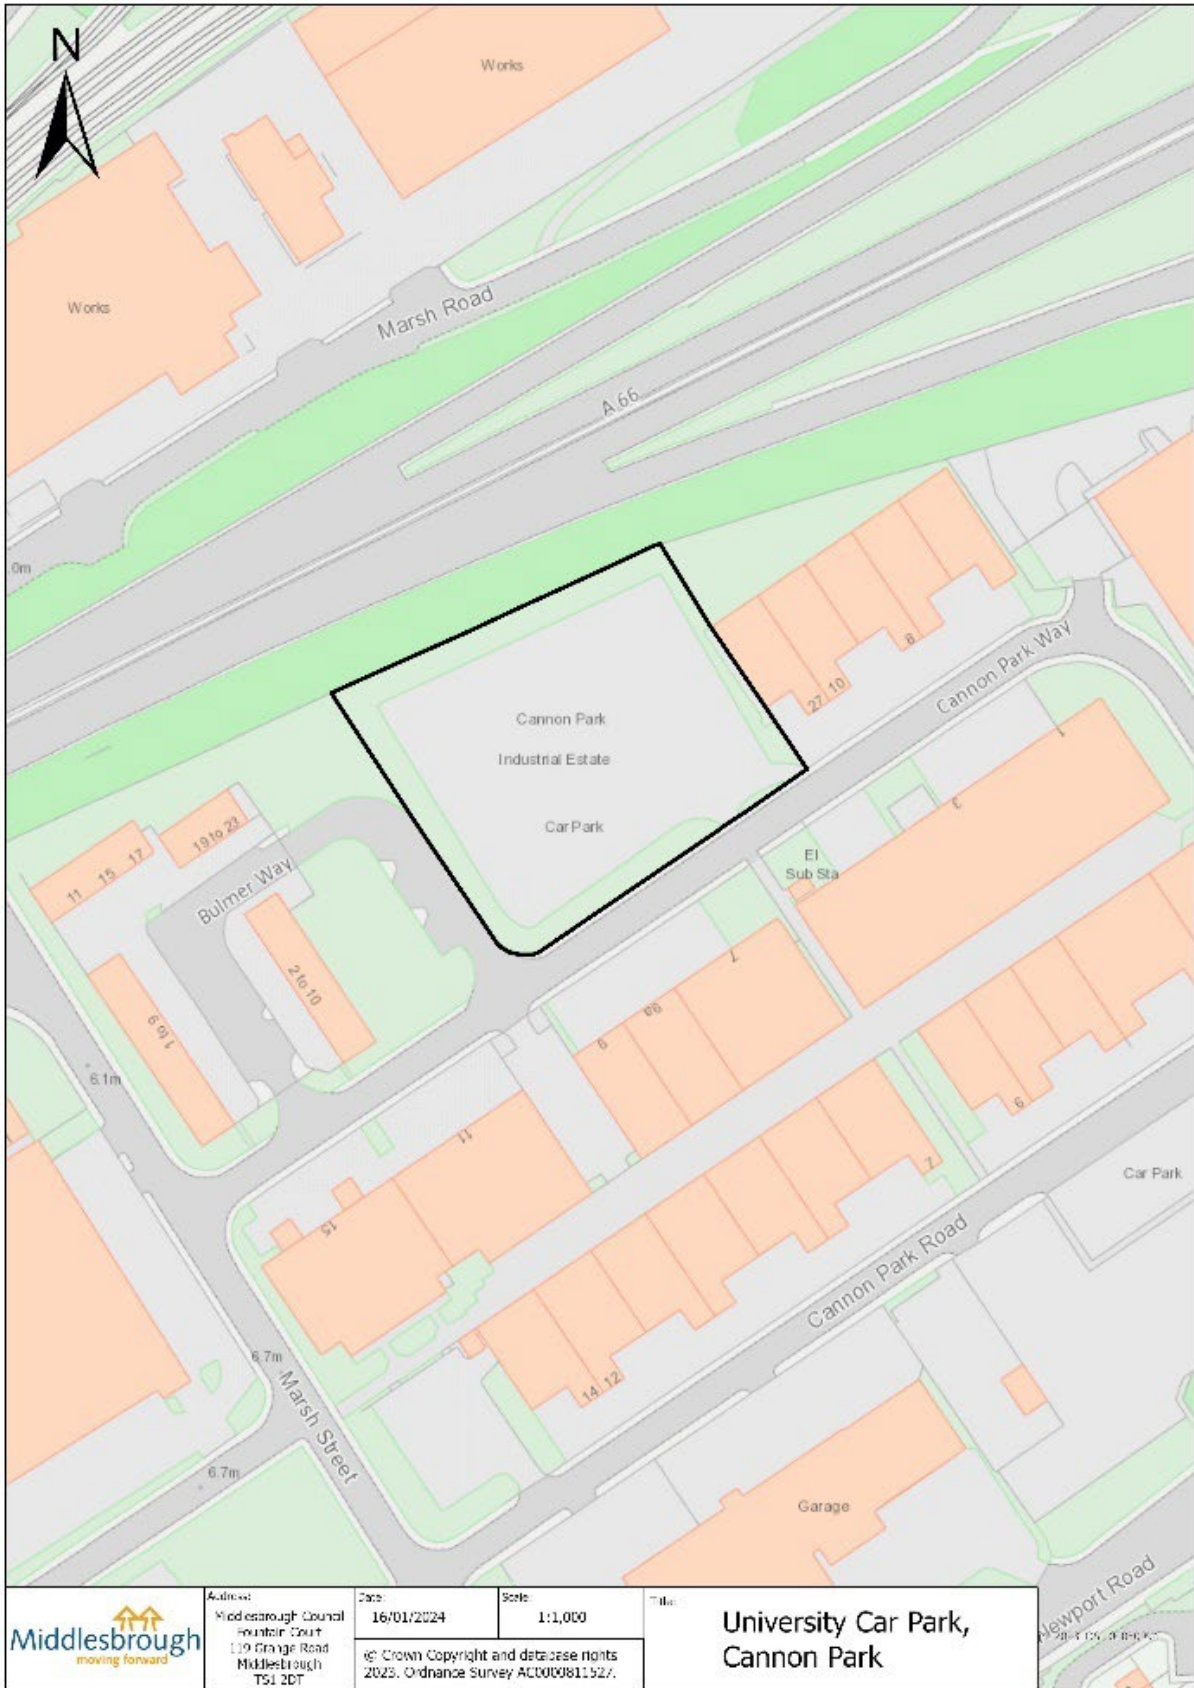 N
Works
Works
Marsh Road
A 66
0m
8
27 10
Cannon Park Way
Cannon Park
Industrial Estate
Car Park
1
3
El
Sub Sta
19 to 23
11 15 17
Bulmer Way
2 to 10
1 to 9
7
9a
9
6.1m
11
15
9
7
Car Park
Cannon Park Road
14 12
6.7m
Marsh Street
6.7m
Garage
Newport Road
Middlesbrough
moving forward
Address:
Middlesbrough Council
Fountain Court
119 Grange Road
Middlesbrough
TS1 2DT
Date:
16/01/2024
Scale:
1:1,000
© Crown Copyright and database rights
2023. Ordnance Survey AC0000811527.
Title:
University Car Park,
Cannon Park